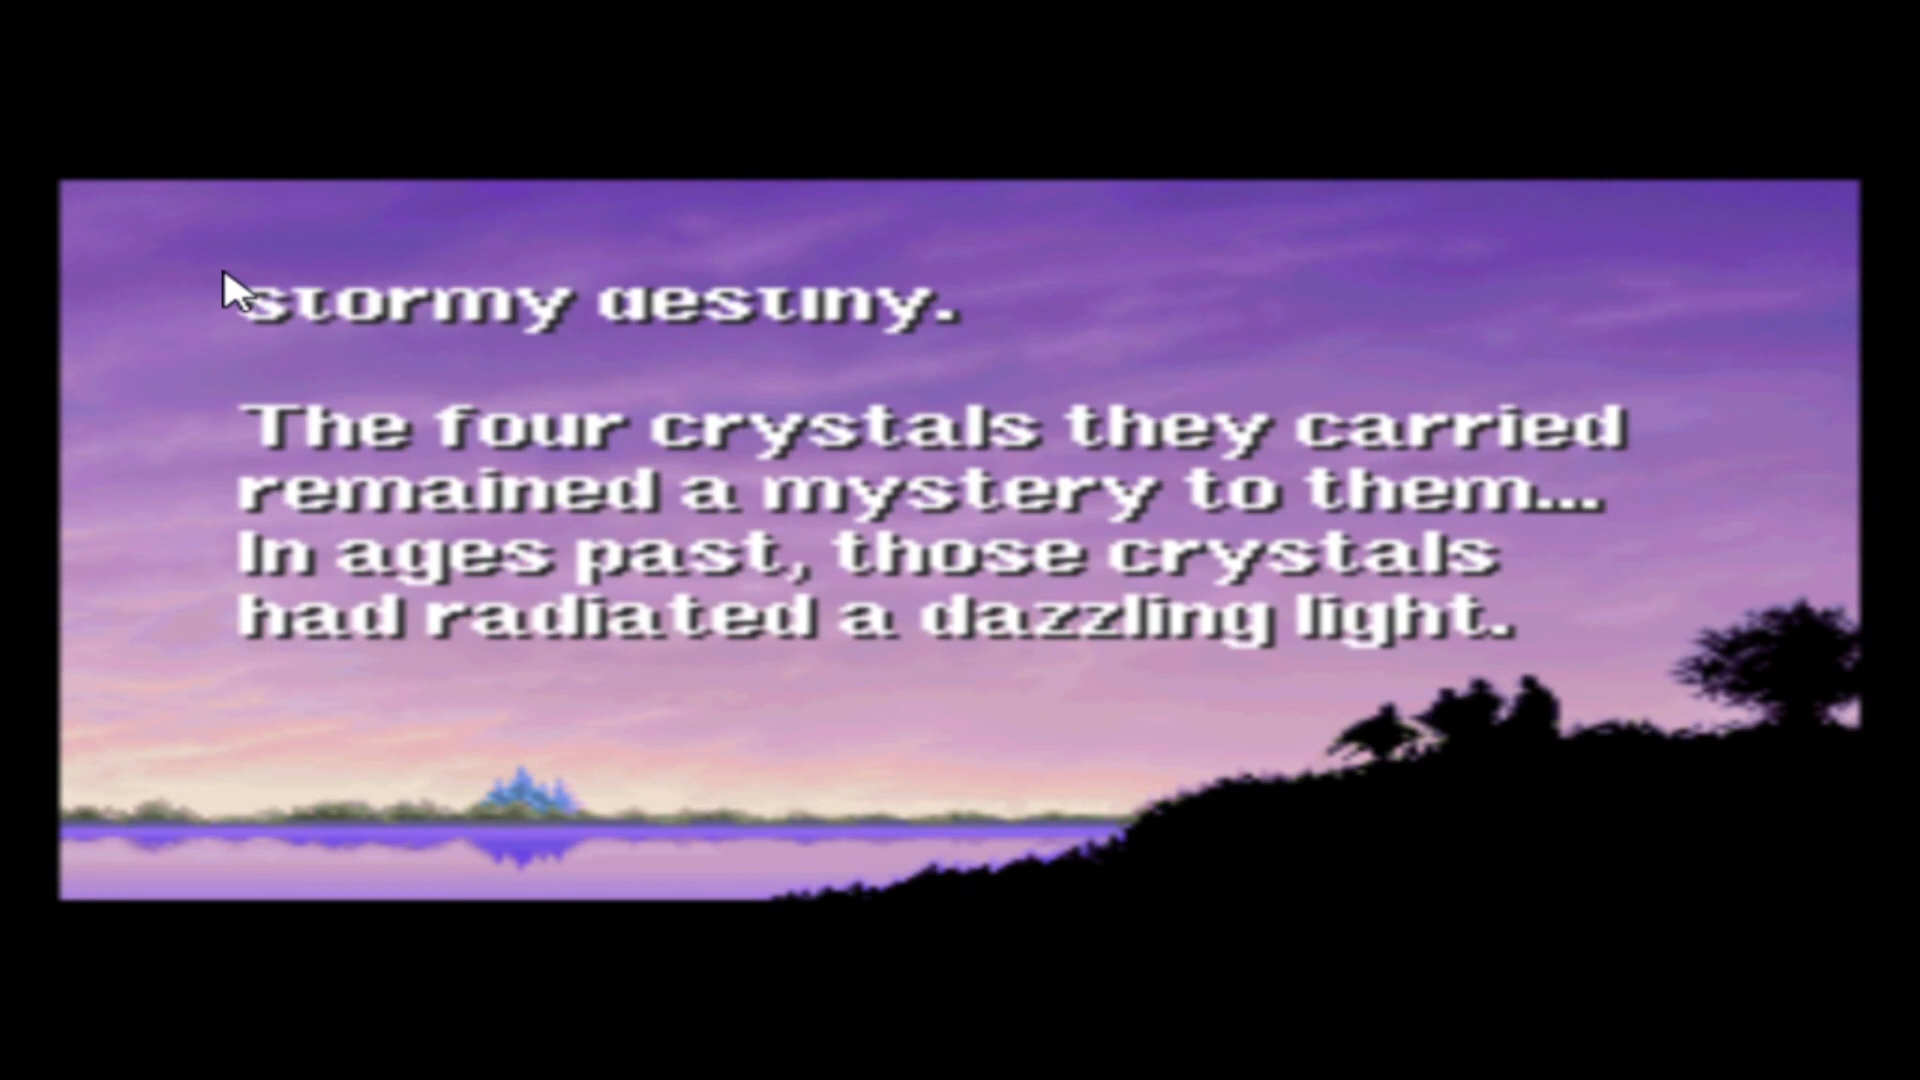 stormy destiny.
The four crystals they carried
remained a mystery to them...
In ages past, those crystals
had radiated a dazzling light.